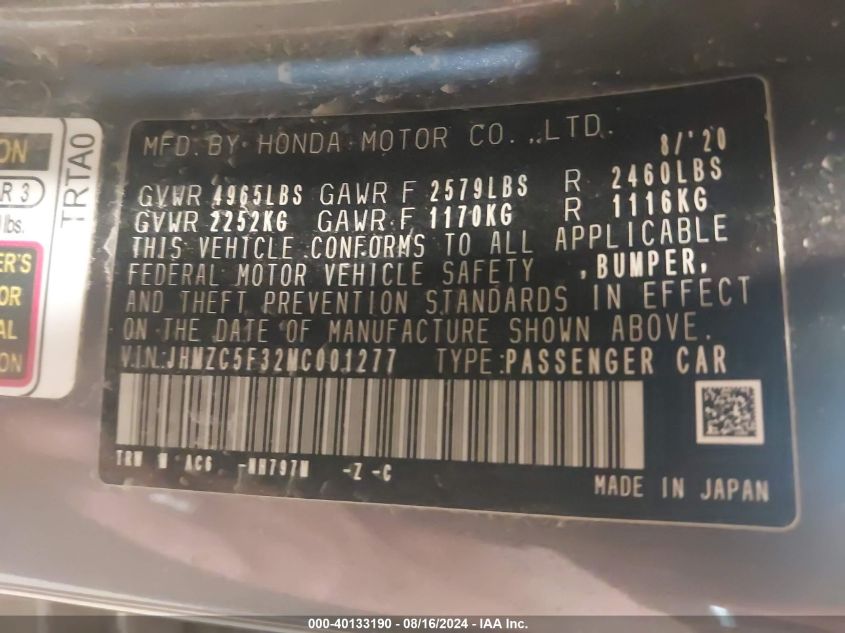 MFD. BY HONDA MOTOR CO.,LTD. 8/'20
GVWR 4965LBS GAWR F 2579LBS R 2460LBS
GVWR 2252KG GAWR F 1170KG R 1116KG
THIS VEHICLE CONFORMS TO ALL APPLICABLE
FEDERAL MOTOR VEHICLE SAFETY ,BUMPER,
AND THEFT PREVENTION STANDARDS IN EFFECT
ON THE DATE OF MANUFACTURE SHOWN ABOVE.
VIN:JHMZC5F32MC001277 TYPE:PASSENGER CAR
TRW M AC6 -NH797M -Z -C
MADE IN JAPAN
TRTA0
ON
R 3
lbs.
ER'S
OR
AL
ION
000-40133190 - 08/16/2024 - IAA Inc.